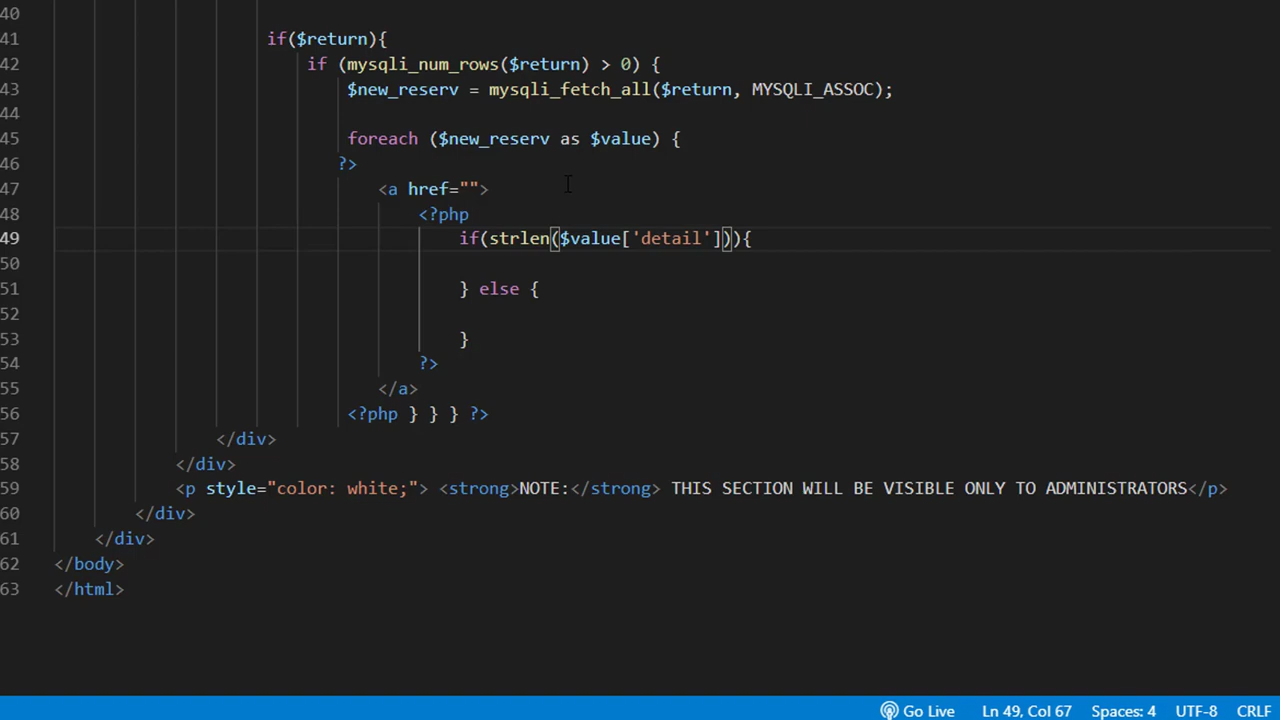 40
41 if($return){
42 if (mysqli_num_rows($return) > 0) {
43 $new_reserv = mysqli_fetch_all($return, MYSQLI_ASSOC);
44
45 foreach ($new_reserv as $value) {
46 ?>
47 <a href="">
48 <?php
49 if(strlen($value['detail'])){
50
51 } else {
52
53 }
54 ?>
55 </a>
56 <?php } } } ?>
57 </div>
58 </div>
59 <p style="color: white;"> <strong>NOTE:</strong> THIS SECTION WILL BE VISIBLE ONLY TO ADMINISTRATORS</p>
60 </div>
61 </div>
62 </body>
63 </html>
Go Live Ln 49, Col 67 Spaces: 4 UTF-8 CRLF